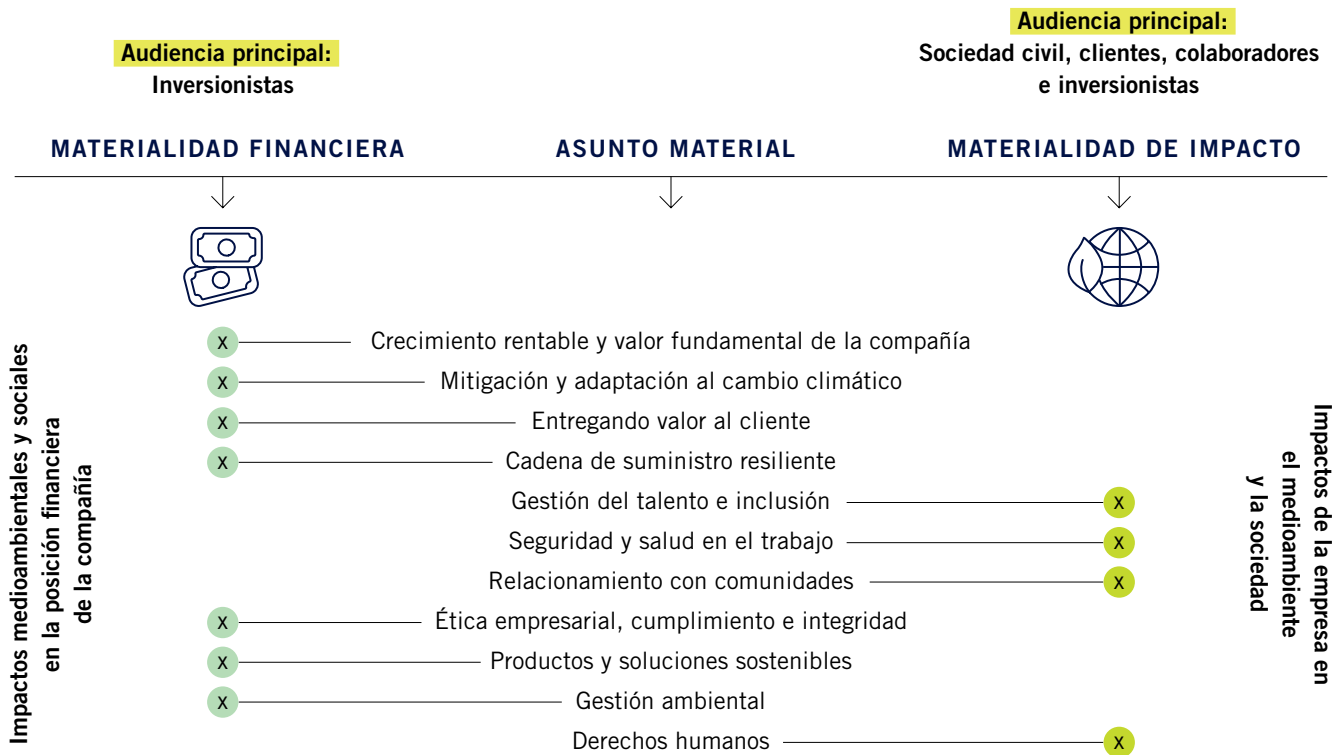 Audiencia principal:
Inversionistas
Audiencia principal:
Sociedad civil, clientes, colaboradores
e inversionistas
MATERIALIDAD FINANCIERA
ASUNTO MATERIAL
MATERIALIDAD DE IMPACTO
Impactos medioambientales y sociales
en la posición financiera
de la compañía
X Crecimiento rentable y valor fundamental de la compañía
X Mitigación y adaptación al cambio climático
X Entregando valor al cliente
X Cadena de suministro resiliente
Gestión del talento e inclusión X
Seguridad y salud en el trabajo X
Relacionamiento con comunidades X
X Ética empresarial, cumplimiento e integridad
X Productos y soluciones sostenibles
X Gestión ambiental
Derechos humanos X
Impactos de la empresa en
el medioambiente
y la sociedad